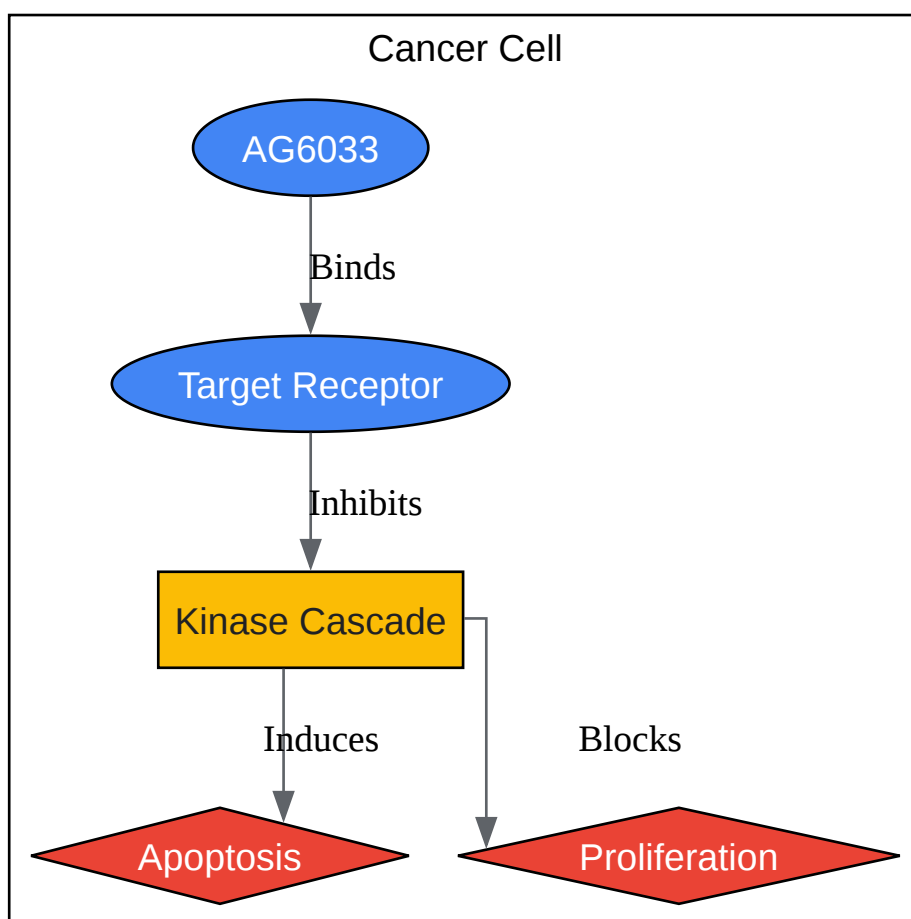 Cancer Cell
AG6033
Binds
Target Receptor
Inhibits
Kinase Cascade
Induces
Blocks
Apoptosis
Proliferation